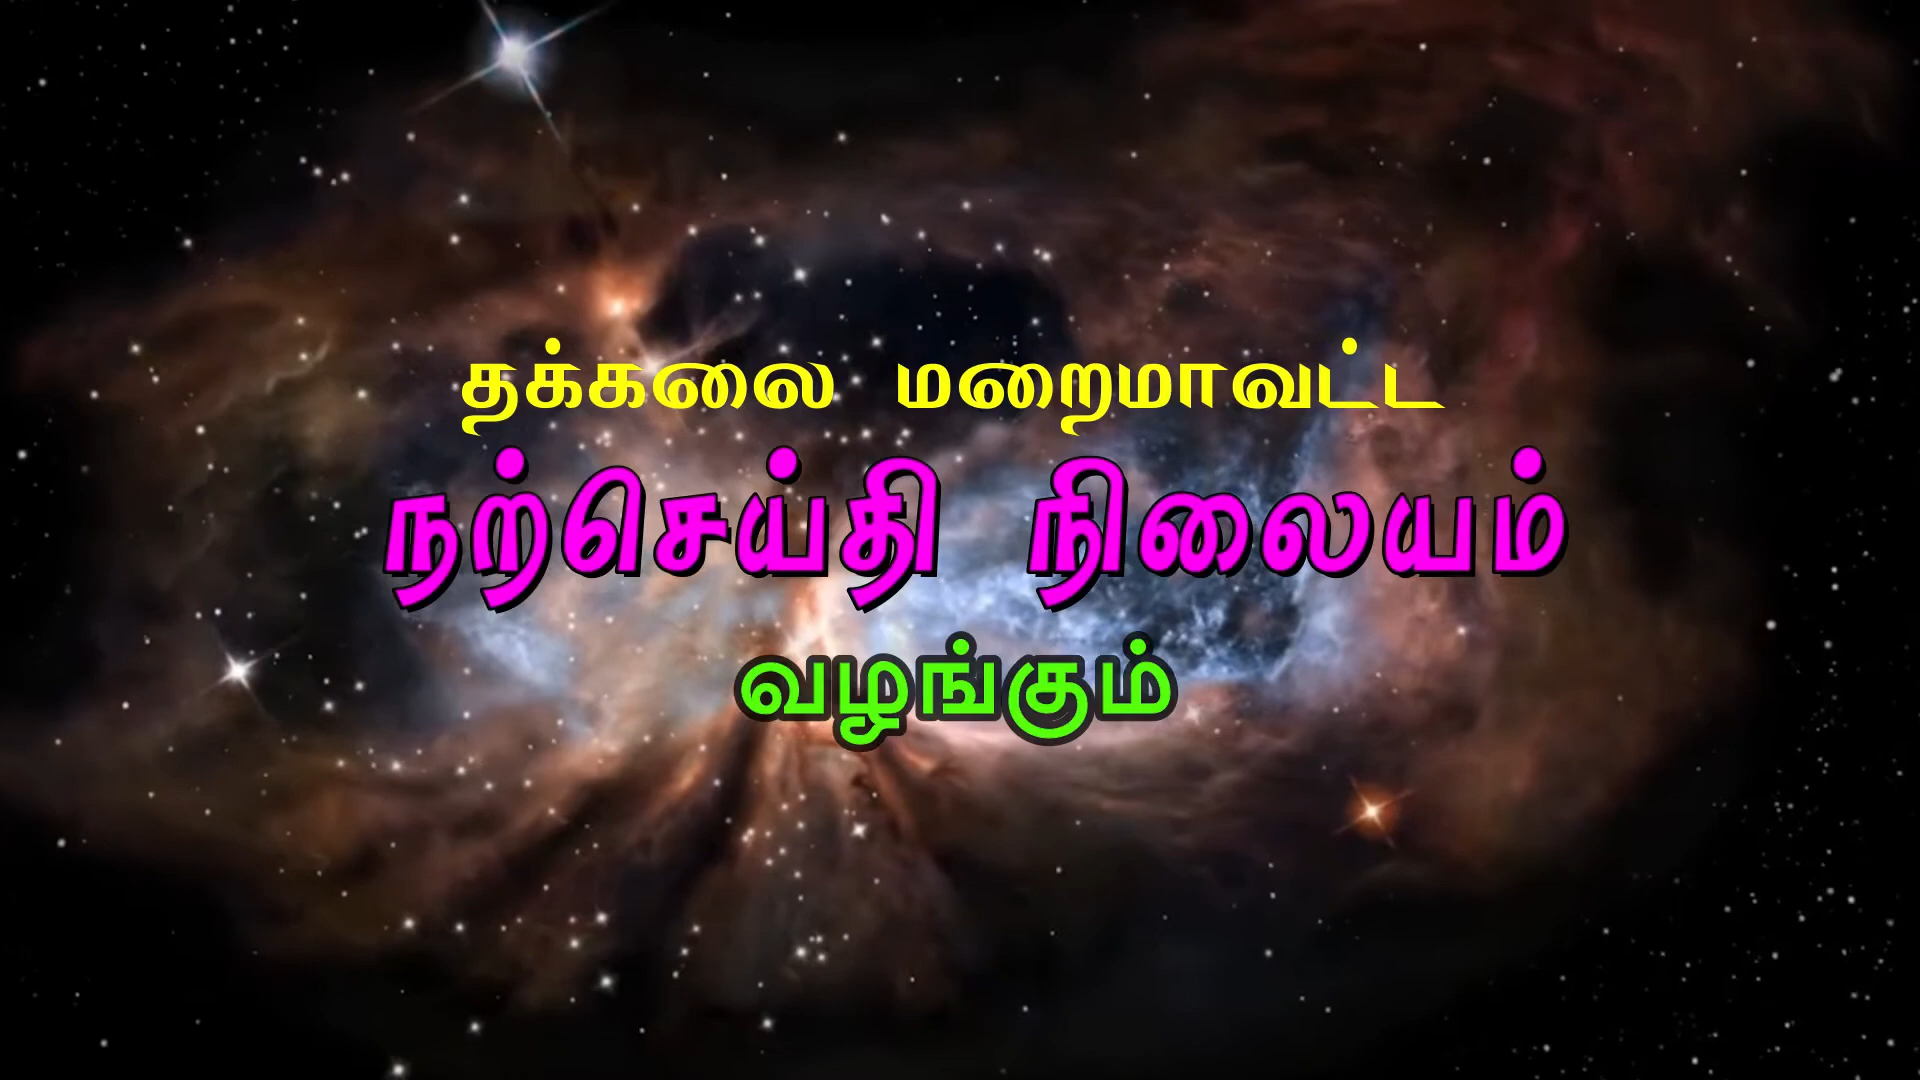 தக்கலை மறைமாவட்ட
நற்செய்தி நிலையம்
வழங்கும்